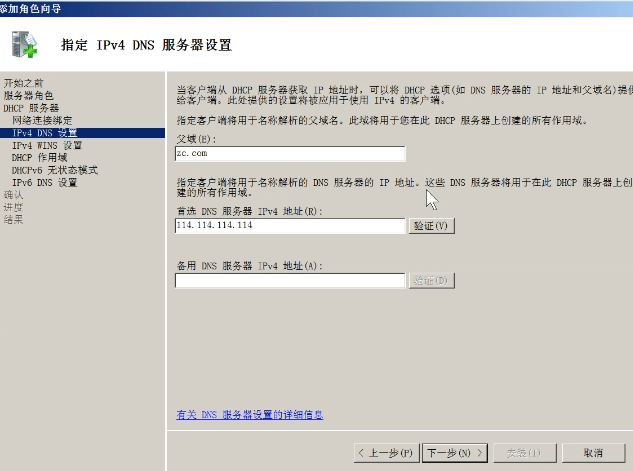 添加角色向导
指定 IPv4 DNS 服务器设置
开始之前
服务器角色
DHCP 服务器
网络连接绑定
IPv4 DNS 设置
IPv4 WINS 设置
DHCP 作用域
DHCPv6 无状态模式
IPv6 DNS 设置
确认
进度
结果
当客户端从 DHCP 服务器获取 IP 地址时，可以将 DHCP 选项(如 DNS 服务器的 IP 地址和父域名)提供
给客户端。此处提供的设置将被应用于使用 IPv4 的客户端。
指定客户端将用于名称解析的父域名。此域将用于您在此 DHCP 服务器上创建的所有作用域。
父域(E):
zc.com
指定客户端将用于名称解析的 DNS 服务器的 IP 地址。这些 DNS 服务器将用于在此 DHCP 服务器上创
建的所有作用域。
首选 DNS 服务器 IPv4 地址(R):
114.114.114.114
验证(V)
备用 DNS 服务器 IPv4 地址(A):
验证(D)
有关 DNS 服务器设置的详细信息
< 上一步(P)
下一步(N) >
安装(I)
取消